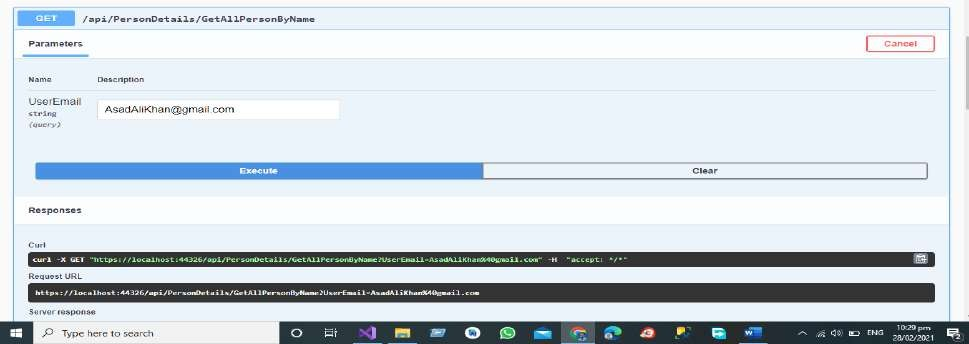 GET /api/PersonDetails/GetAllPersonByName
Parameters Cancel
Name Description
UserEmail
string
(query)
AsadAliKhan@gmail.com
Execute Clear
Responses
Curl
curl -X GET "https://localhost:44326/api/PersonDetails/GetAllPersonByName?UserEmail=AsadAliKhan%40gmail.com" -H "accept: */*"
Request URL
https://localhost:44326/api/PersonDetails/GetAllPersonByName?UserEmail=AsadAliKhan%40gmail.com
Server response
Type here to search
ENG
10:29 pm
28/02/2021
2